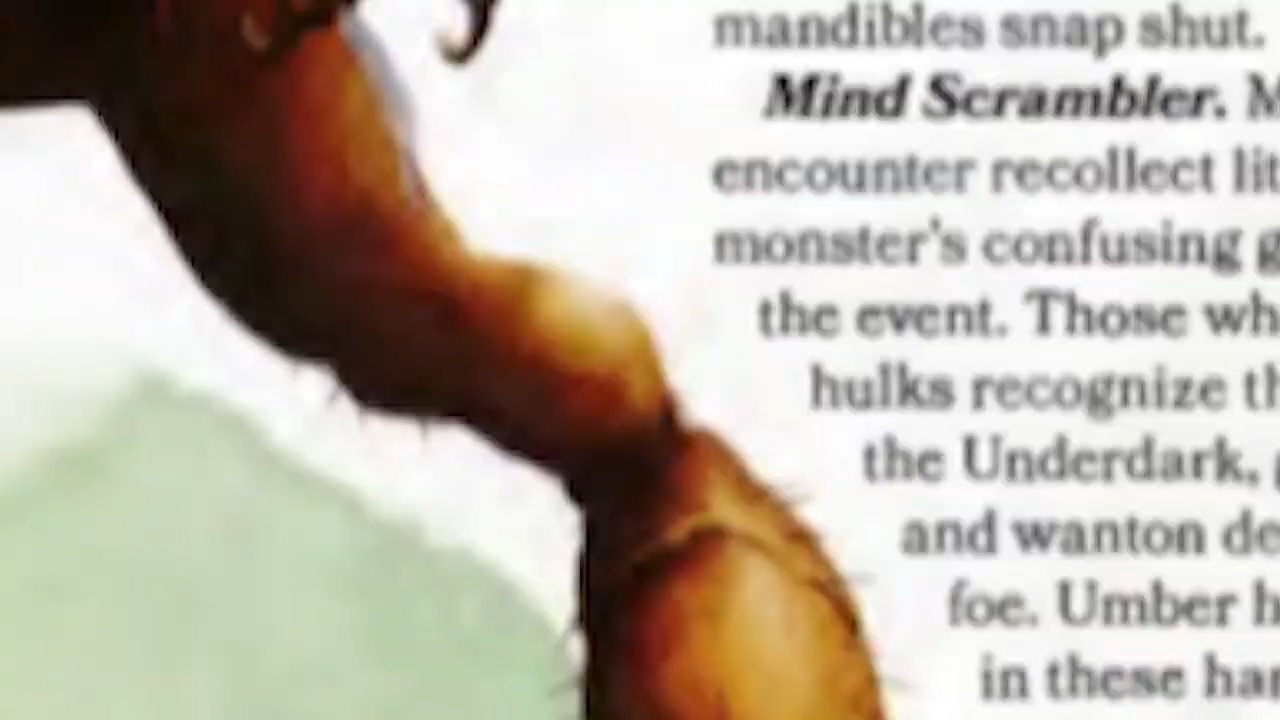 mandibles snap shut.
Mind Scrambler.
encounter recollect
monster's confusing
the event. Those
hulks recognize
the Underdark,
and wanton
foe. Umber
in these